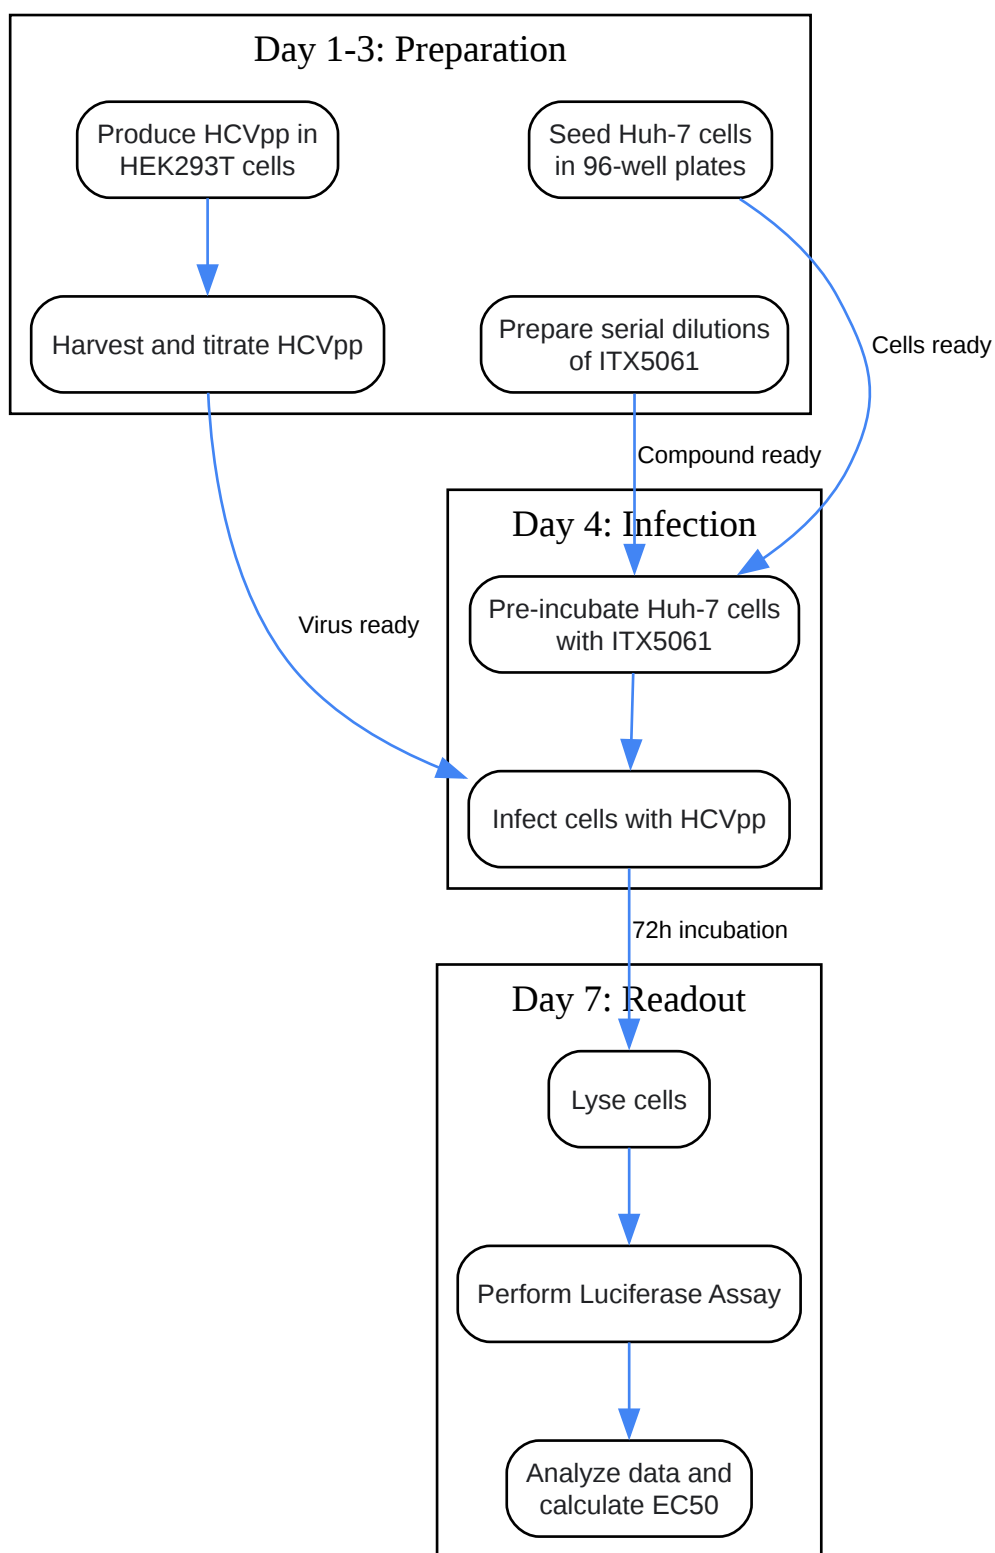 Day 1-3: Preparation
Produce HCVpp in
HEK293T cells
Seed Huh-7 cells
in 96-well plates
Harvest and titrate HCVpp
Prepare serial dilutions
of ITX5061
Cells ready
Compound ready
Day 4: Infection
Pre-incubate Huh-7 cells
with ITX5061
Virus ready
Infect cells with HCVpp
72h incubation
Day 7: Readout
Lyse cells
Perform Luciferase Assay
Analyze data and
calculate EC50